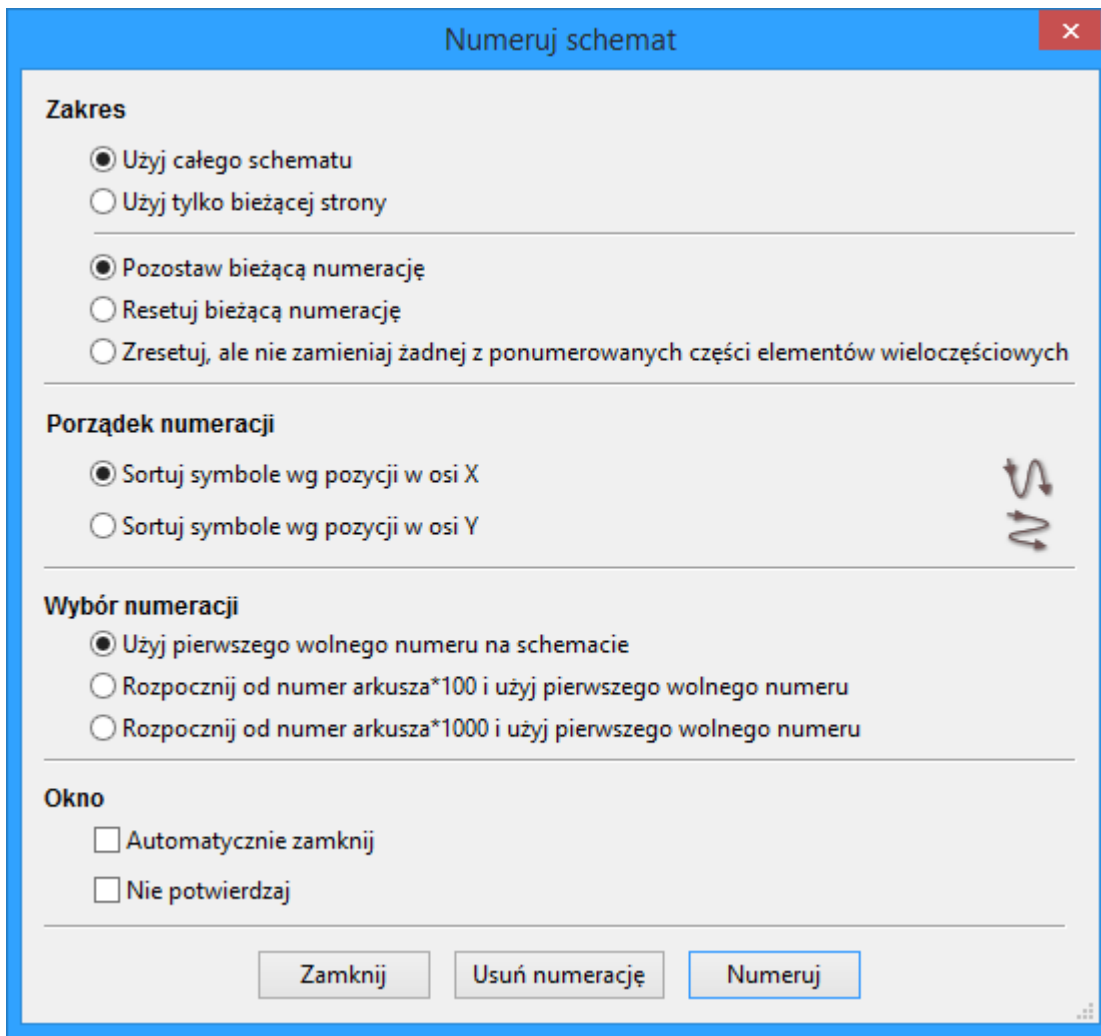 Numeruj schemat
Zakres
Użyj całego schematu
Użyj tylko bieżącej strony
Pozostaw bieżącą numerację
Resetuj bieżącą numerację
Zresetuj, ale nie zamieniaj żadnej z ponumerowanych części elementów wieloczęściowych
Porządek numeracji
Sortuj symbole wg pozycji w osi X
Sortuj symbole wg pozycji w osi Y
Wybór numeracji
Użyj pierwszego wolnego numeru na schemacie
Rozpocznij od numer arkusza*100 i użyj pierwszego wolnego numeru
Rozpocznij od numer arkusza*1000 i użyj pierwszego wolnego numeru
Okno
Automatycznie zamknij
Nie potwierdzaj
Zamknij Usuń numerację Numeruj